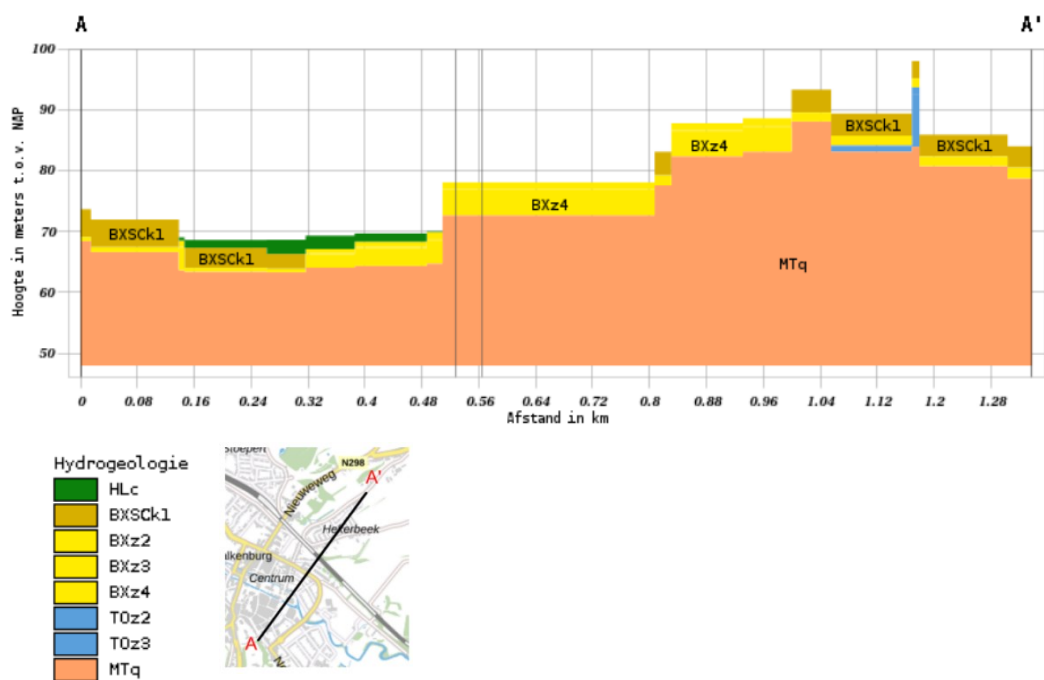 A A'
Hoogte in meters t.o.v. NAP
100
90
80
70
60
50
BXSCk1
BXSCk1
BXz4
BXz4
BXSCk1
BXSCk1
MTq
0 0.08 0.16 0.24 0.32 0.4 0.48 0.56 0.64 0.72 0.8 0.88 0.96 1.04 1.12 1.2 1.28
Afstand in km
Hydrogeologie
HLc
BXSCk1
BXz2
BXz3
BXz4
TOz2
TOz3
MTq
N298
A'
Nieuweweg
Hekerbeek
alkenburg
Centrum
A